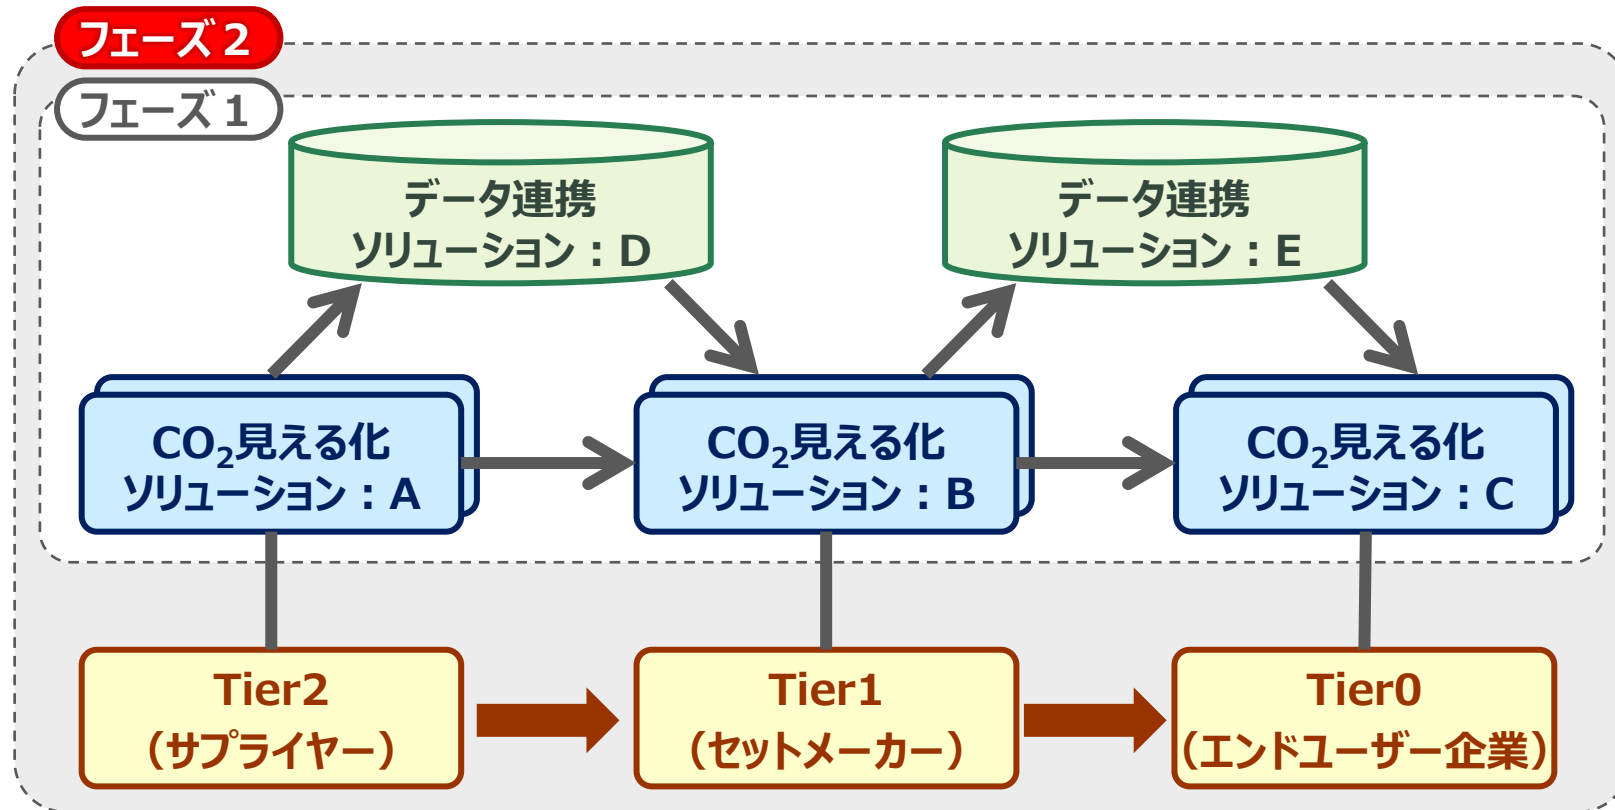 フェーズ２
フェーズ１
データ連携
ソリューション：D
データ連携
ソリューション：E
CO₂見える化
ソリューション：A
CO₂見える化
ソリューション：B
CO₂見える化
ソリューション：C
Tier2
（サプライヤー）
Tier1
（セットメーカー）
Tier0
（エンドユーザー企業）